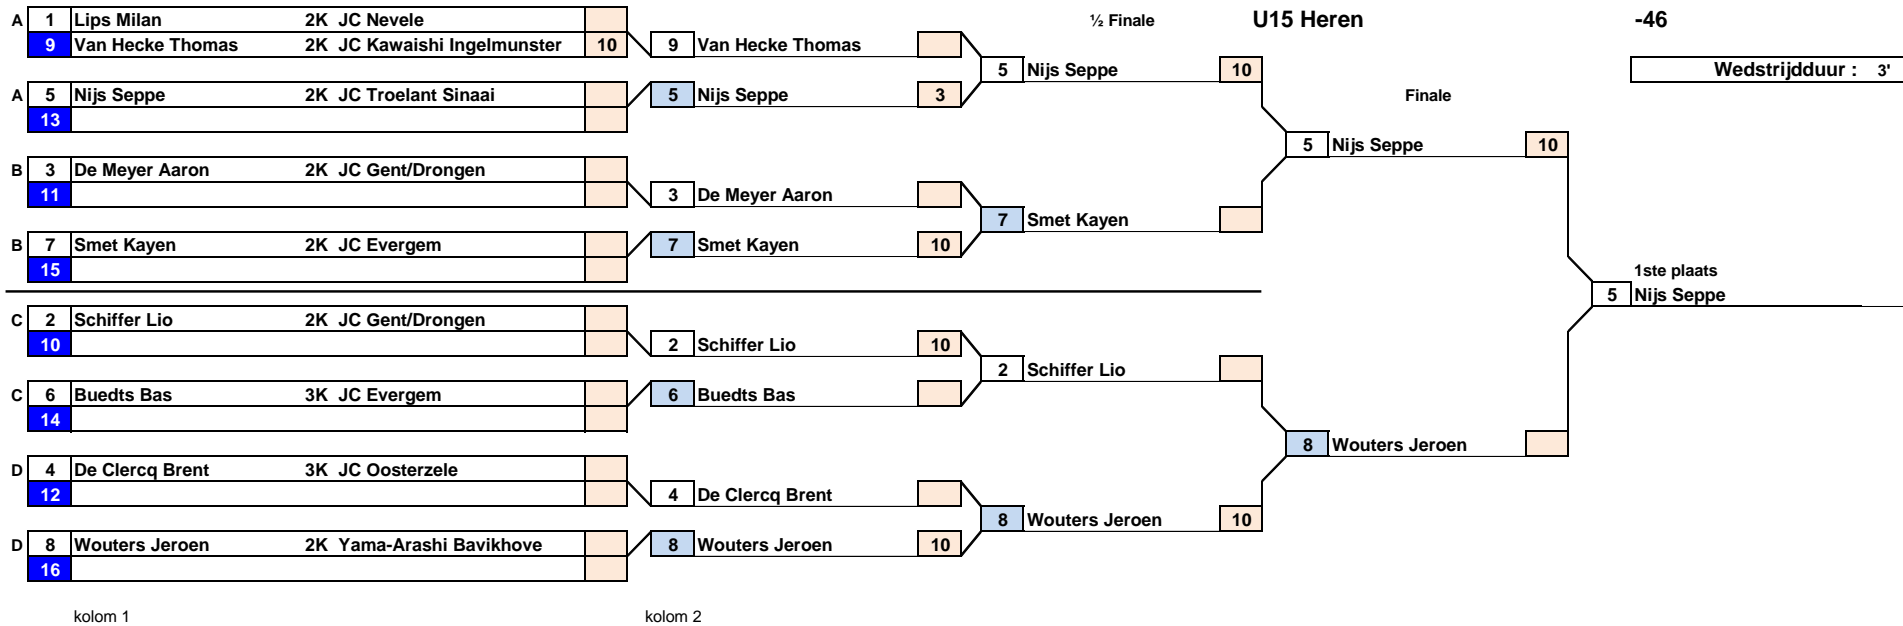 ½ Finale U15 Heren -46
A 1 Lips Milan 2K JC Nevele
9 Van Hecke Thomas 2K JC Kawaishi Ingelmunster 10 9 Van Hecke Thomas
5 Nijs Seppe 10 Wedstrijdduur : 3'
A 5 Nijs Seppe 2K JC Troelant Sinaai 5 Nijs Seppe 3 Finale
13
5 Nijs Seppe 10
B 3 De Meyer Aaron 2K JC Gent/Drongen
11 3 De Meyer Aaron
7 Smet Kayen
B 7 Smet Kayen 2K JC Evergem 7 Smet Kayen 10
15 1ste plaats
5 Nijs Seppe
C 2 Schiffer Lio 2K JC Gent/Drongen
10 2 Schiffer Lio 10
2 Schiffer Lio
C 6 Buedts Bas 3K JC Evergem 6 Buedts Bas
14
8 Wouters Jeroen
D 4 De Clercq Brent 3K JC Oosterzele
12 4 De Clercq Brent
8 Wouters Jeroen 10
D 8 Wouters Jeroen 2K Yama-Arashi Bavikhove 8 Wouters Jeroen 10
16
kolom 1 kolom 2